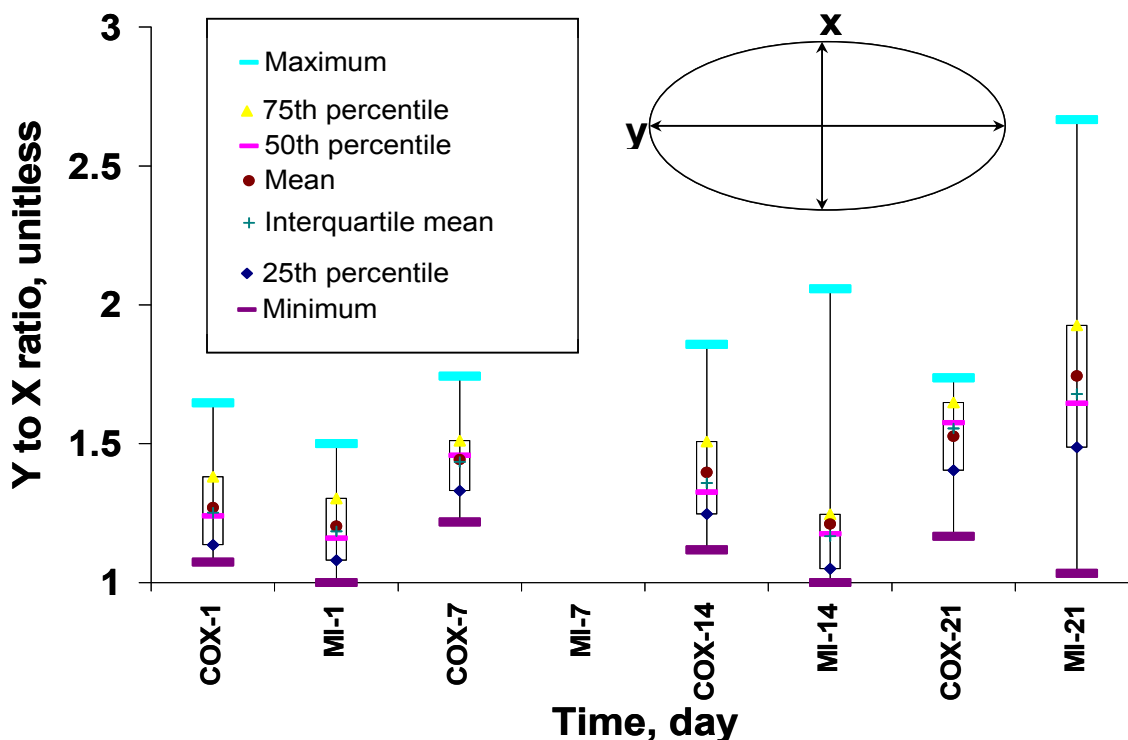 Y to X ratio, unitless
3
2.5
2
1.5
1
Maximum
75th percentile
50th percentile
Mean
Interquartile mean
25th percentile
Minimum
x
y
COX-1
MI-1
COX-7
MI-7
COX-14
MI-14
COX-21
MI-21
Time, day